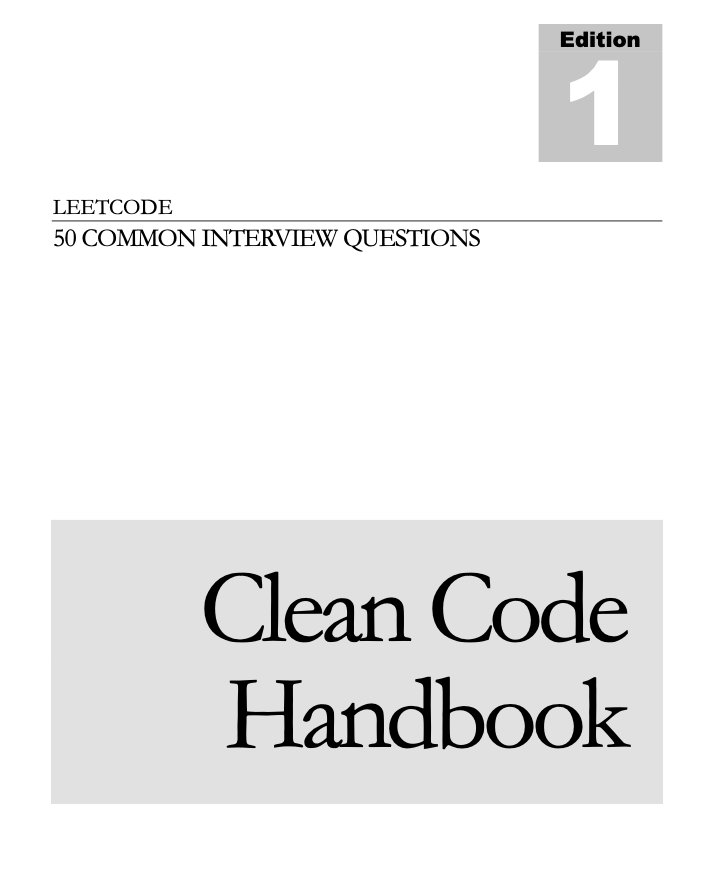 Edition
1
LEETCODE
50 COMMON INTERVIEW QUESTIONS
Clean Code
Handbook